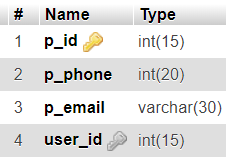 # Name Type
1 p_id int(15)
2 p_phone int(20)
3 p_email varchar(30)
4 user_id int(15)